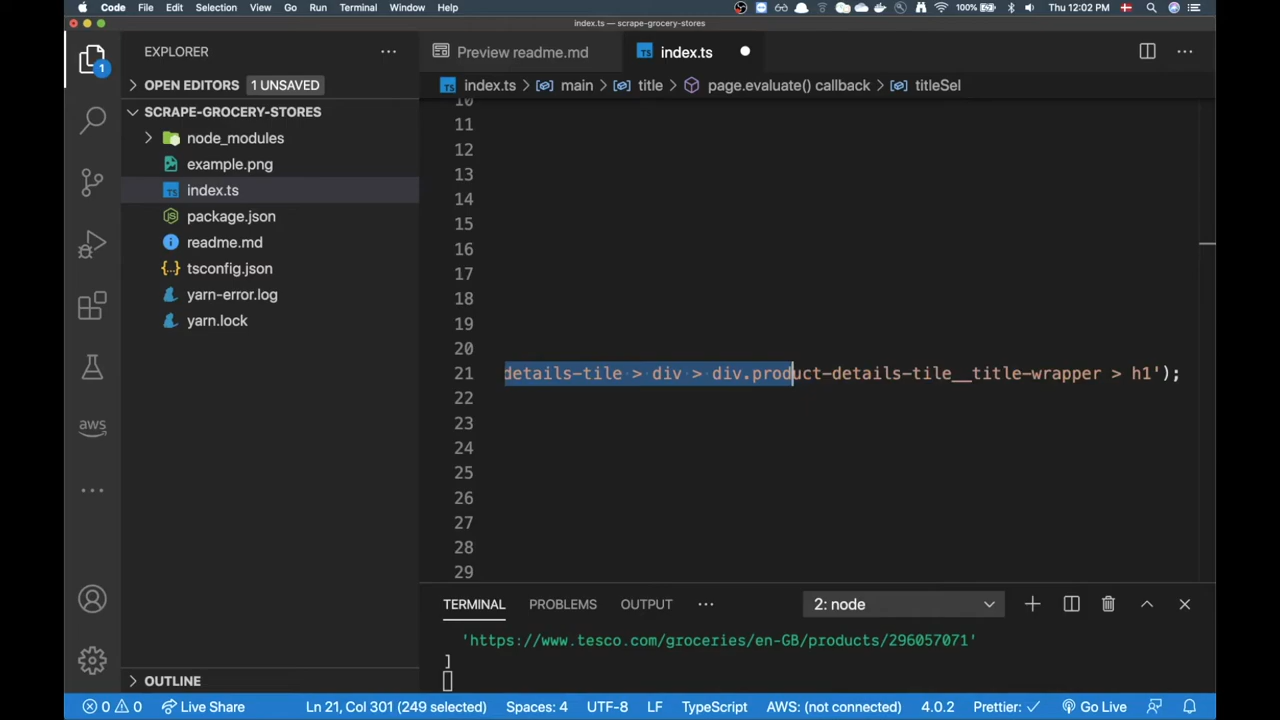 Code File Edit Selection View Go Run Terminal Window Help
100% Thu 12:02
index.ts — scrape-grocery-stores
EXPLORER
Preview readme.md
index.ts
OPEN EDITORS 1 UNSAVED
index.ts > main > title > page.evaluate() callback > titleSel
SCRAPE-GROCERY-STORES
node_modules
example.png
index.ts
package.json
readme.md
tsconfig.json
yarn-error.log
yarn.lock
OUTLINE
1
aws
10
11
12
13
14
15
16
17
18
19
20
21 details-tile > div > div.product-details-tile__title-wrapper > h1');
22
23
24
25
26
27
28
29
TERMINAL PROBLEMS OUTPUT 2: node
'https://www.tesco.com/groceries/en-GB/products/296057071'
]
0 0 Live Share Ln 21, Col 301 (249 selected) Spaces: 4 UTF-8 LF TypeScript AWS: (not connected) 4.0.2 Prettier: ✓ Go Live